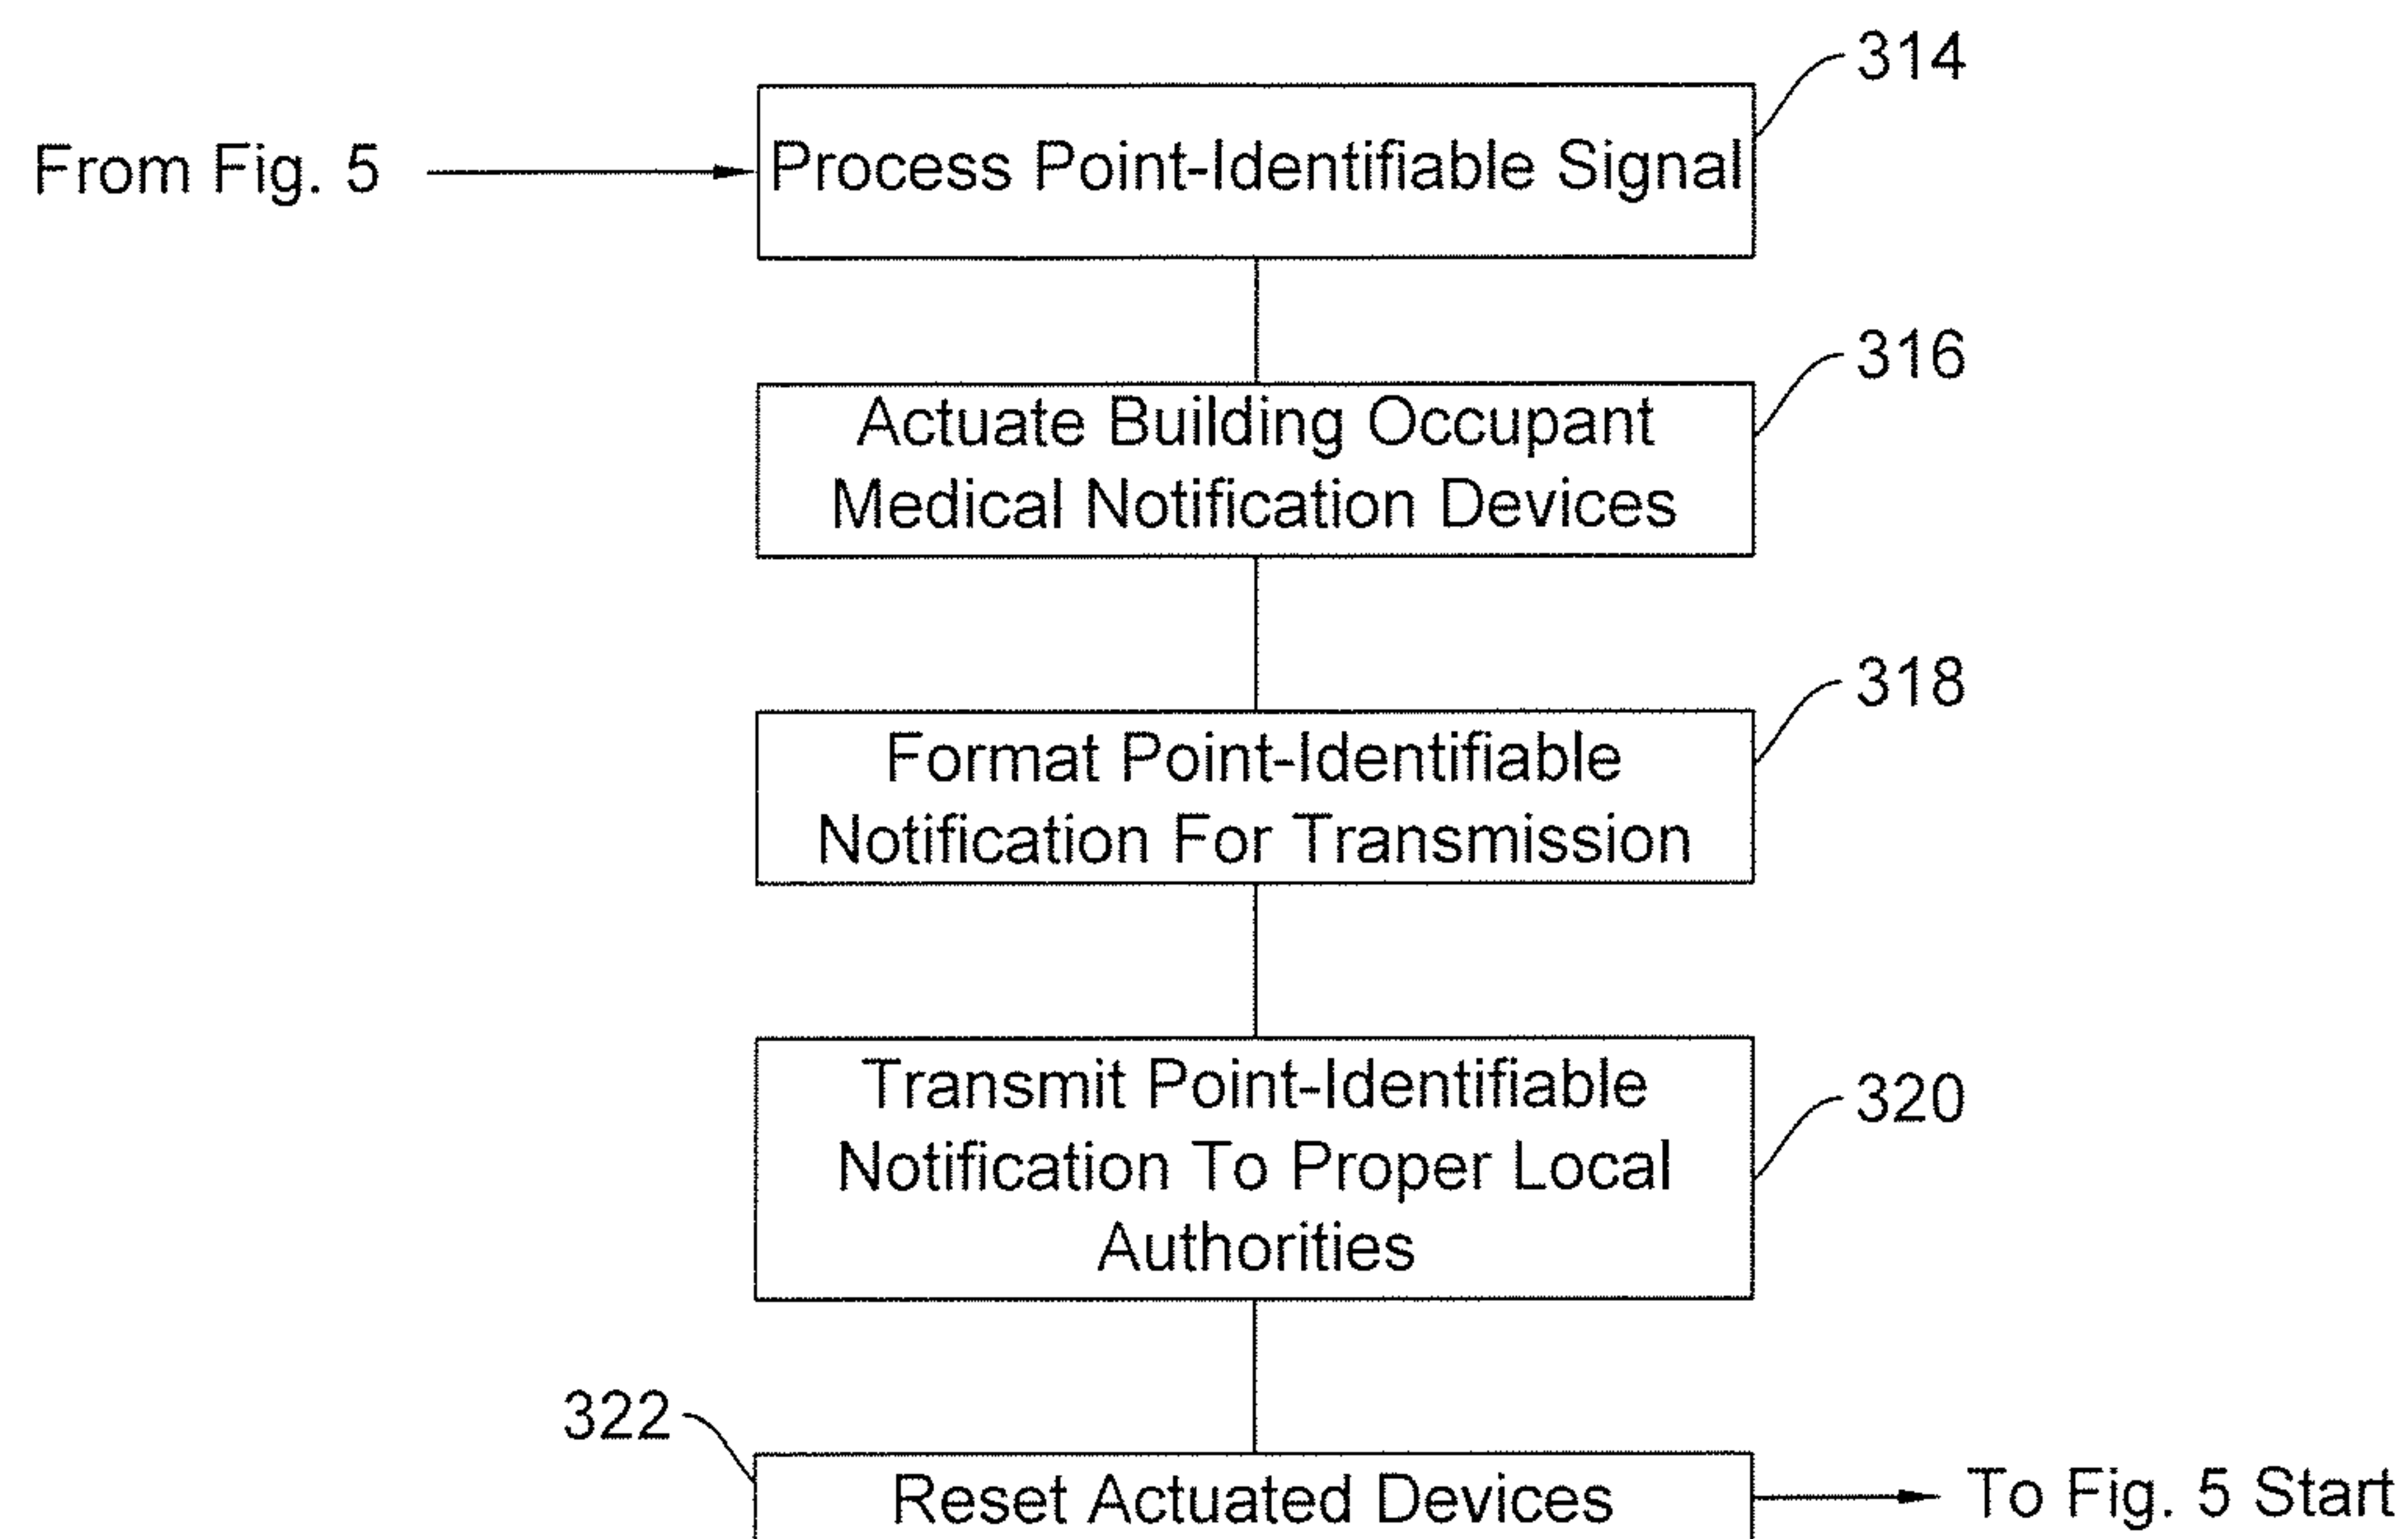 314
From Fig. 5
Process Point-Identifiable Signal
316
Actuate Building Occupant
Medical Notification Devices
318
Format Point-Identifiable
Notification For Transmission
Transmit Point-Identifiable
320
Notification To Proper Local
Authorities
322
Reset Actuated Devices
To Fig. 5 Start